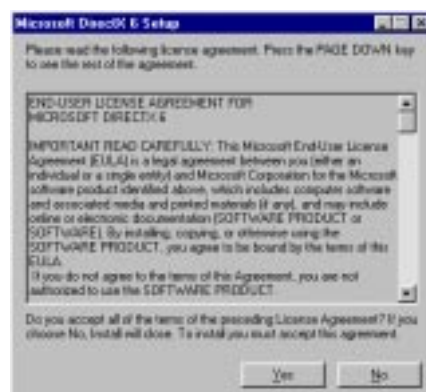 Microsoft DirectX 6 Setup
Please read the following license agreement. Press the PAGE DOWN key
to see the rest of the agreement.
END-USER LICENSE AGREEMENT FOR
MICROSOFT DIRECTX 6
IMPORTANT READ CAREFULLY: This Microsoft End-User License
Agreement (EULA) is a legal agreement between you (either an
individual or a single entity) and Microsoft Corporation for the Microsoft
software product identified above, which includes computer software
and associated media and printed materials (if any), and may include
online or electronic documentation (SOFTWARE PRODUCT or
SOFTWARE). By installing, copying, or otherwise using the
SOFTWARE PRODUCT, you agree to be bound by the terms of this
EULA.
If you do not agree to the terms of this Agreement, you are not
authorized to use the SOFTWARE PRODUCT
Do you accept all of the terms of the preceding License Agreement? If you
choose No, Install will close. To install you must accept this agreement.
Yes
No